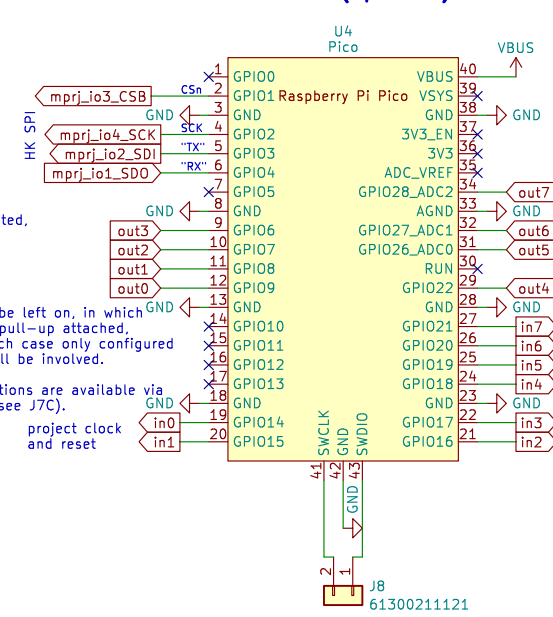 U4
Pico
VBUS
1 GPIO0 VBUS 40
mprj_io3_CSB CSn 2 GPIO1 Raspberry Pi Pico VSYS 39
GND 3 GND GND 38 GND
HK SPI
mprj_io4_SCK SCK 4 GPIO2 3V3_EN 37
mprj_io2_SDI "TX" 5 GPIO3 3V3 36
mprj_io1_SDO "RX" 6 GPIO4 ADC_VREF 35
7 GPIO5 GPIO28_ADC2 34 out7
GND 8 GND AGND 33 GND
ted,
out3 9 GPIO6 GPIO27_ADC1 32 out6
out2 10 GPIO7 GPIO26_ADC0 31 out5
out1 11 GPIO8 RUN 30
out0 12 GPIO9 GPIO22 29 out4
be left on, in which
GND 13 GND GND 28 GND
pull-up attached,
14 GPIO10 GPIO21 27 in7
ch case only configured
15 GPIO11 GPIO20 26 in6
ll be involved.
16 GPIO12 GPIO19 25 in5
17 GPIO13 GPIO18 24 in4
tions are available via
GND 18 GND GND 23 GND
see J7C).
project clock
and reset
in0 19 GPIO14 GPIO17 22 in3
in1 20 GPIO15 GPIO16 21 in2
SWCLK GND SWDIO
41 42 43
GND
2 1
J8
61300211121